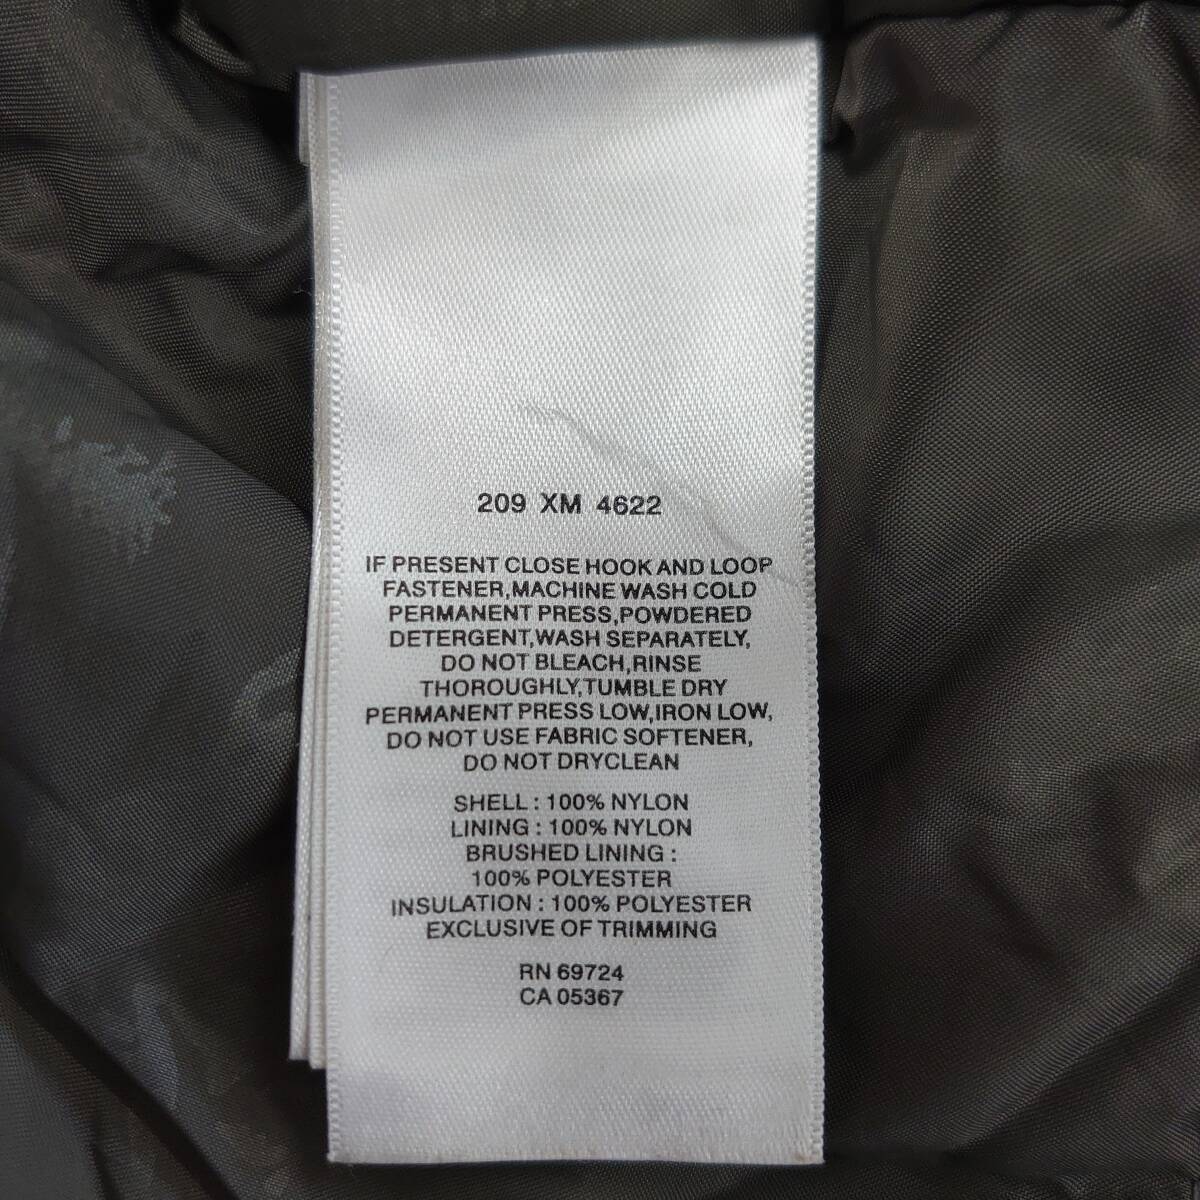 209 XM 4622
IF PRESENT CLOSE HOOK AND LOOP
FASTENER,MACHINE WASH COLD
PERMANENT PRESS,POWDERED
DETERGENT,WASH SEPARATELY,
DO NOT BLEACH,RINSE
THOROUGHLY,TUMBLE DRY
PERMANENT PRESS LOW,IRON LOW,
DO NOT USE FABRIC SOFTENER,
DO NOT DRYCLEAN
SHELL : 100% NYLON
LINING : 100% NYLON
BRUSHED LINING :
100% POLYESTER
INSULATION : 100% POLYESTER
EXCLUSIVE OF TRIMMING
RN 69724
CA 05367